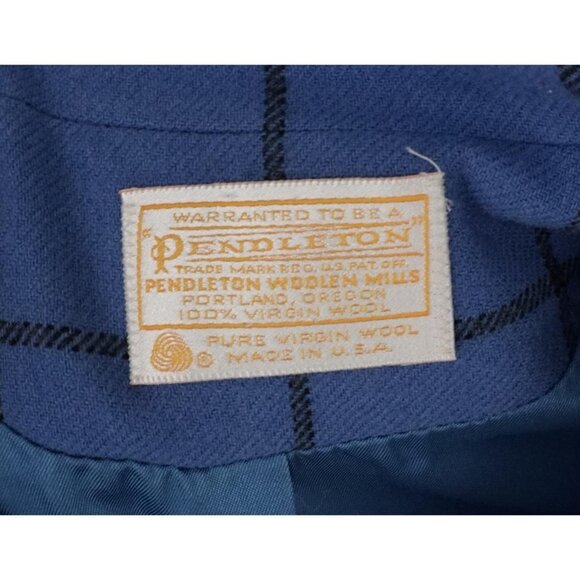 WARRANTED TO BE A
"PENDLETON"
TRADE MARK REG. U.S. PAT. OFF.
PENDLETON WOOLEN MILLS
PORTLAND, OREGON
100% VIRGIN WOOL
PURE VIRGIN WOOL
® MADE IN U.S.A.